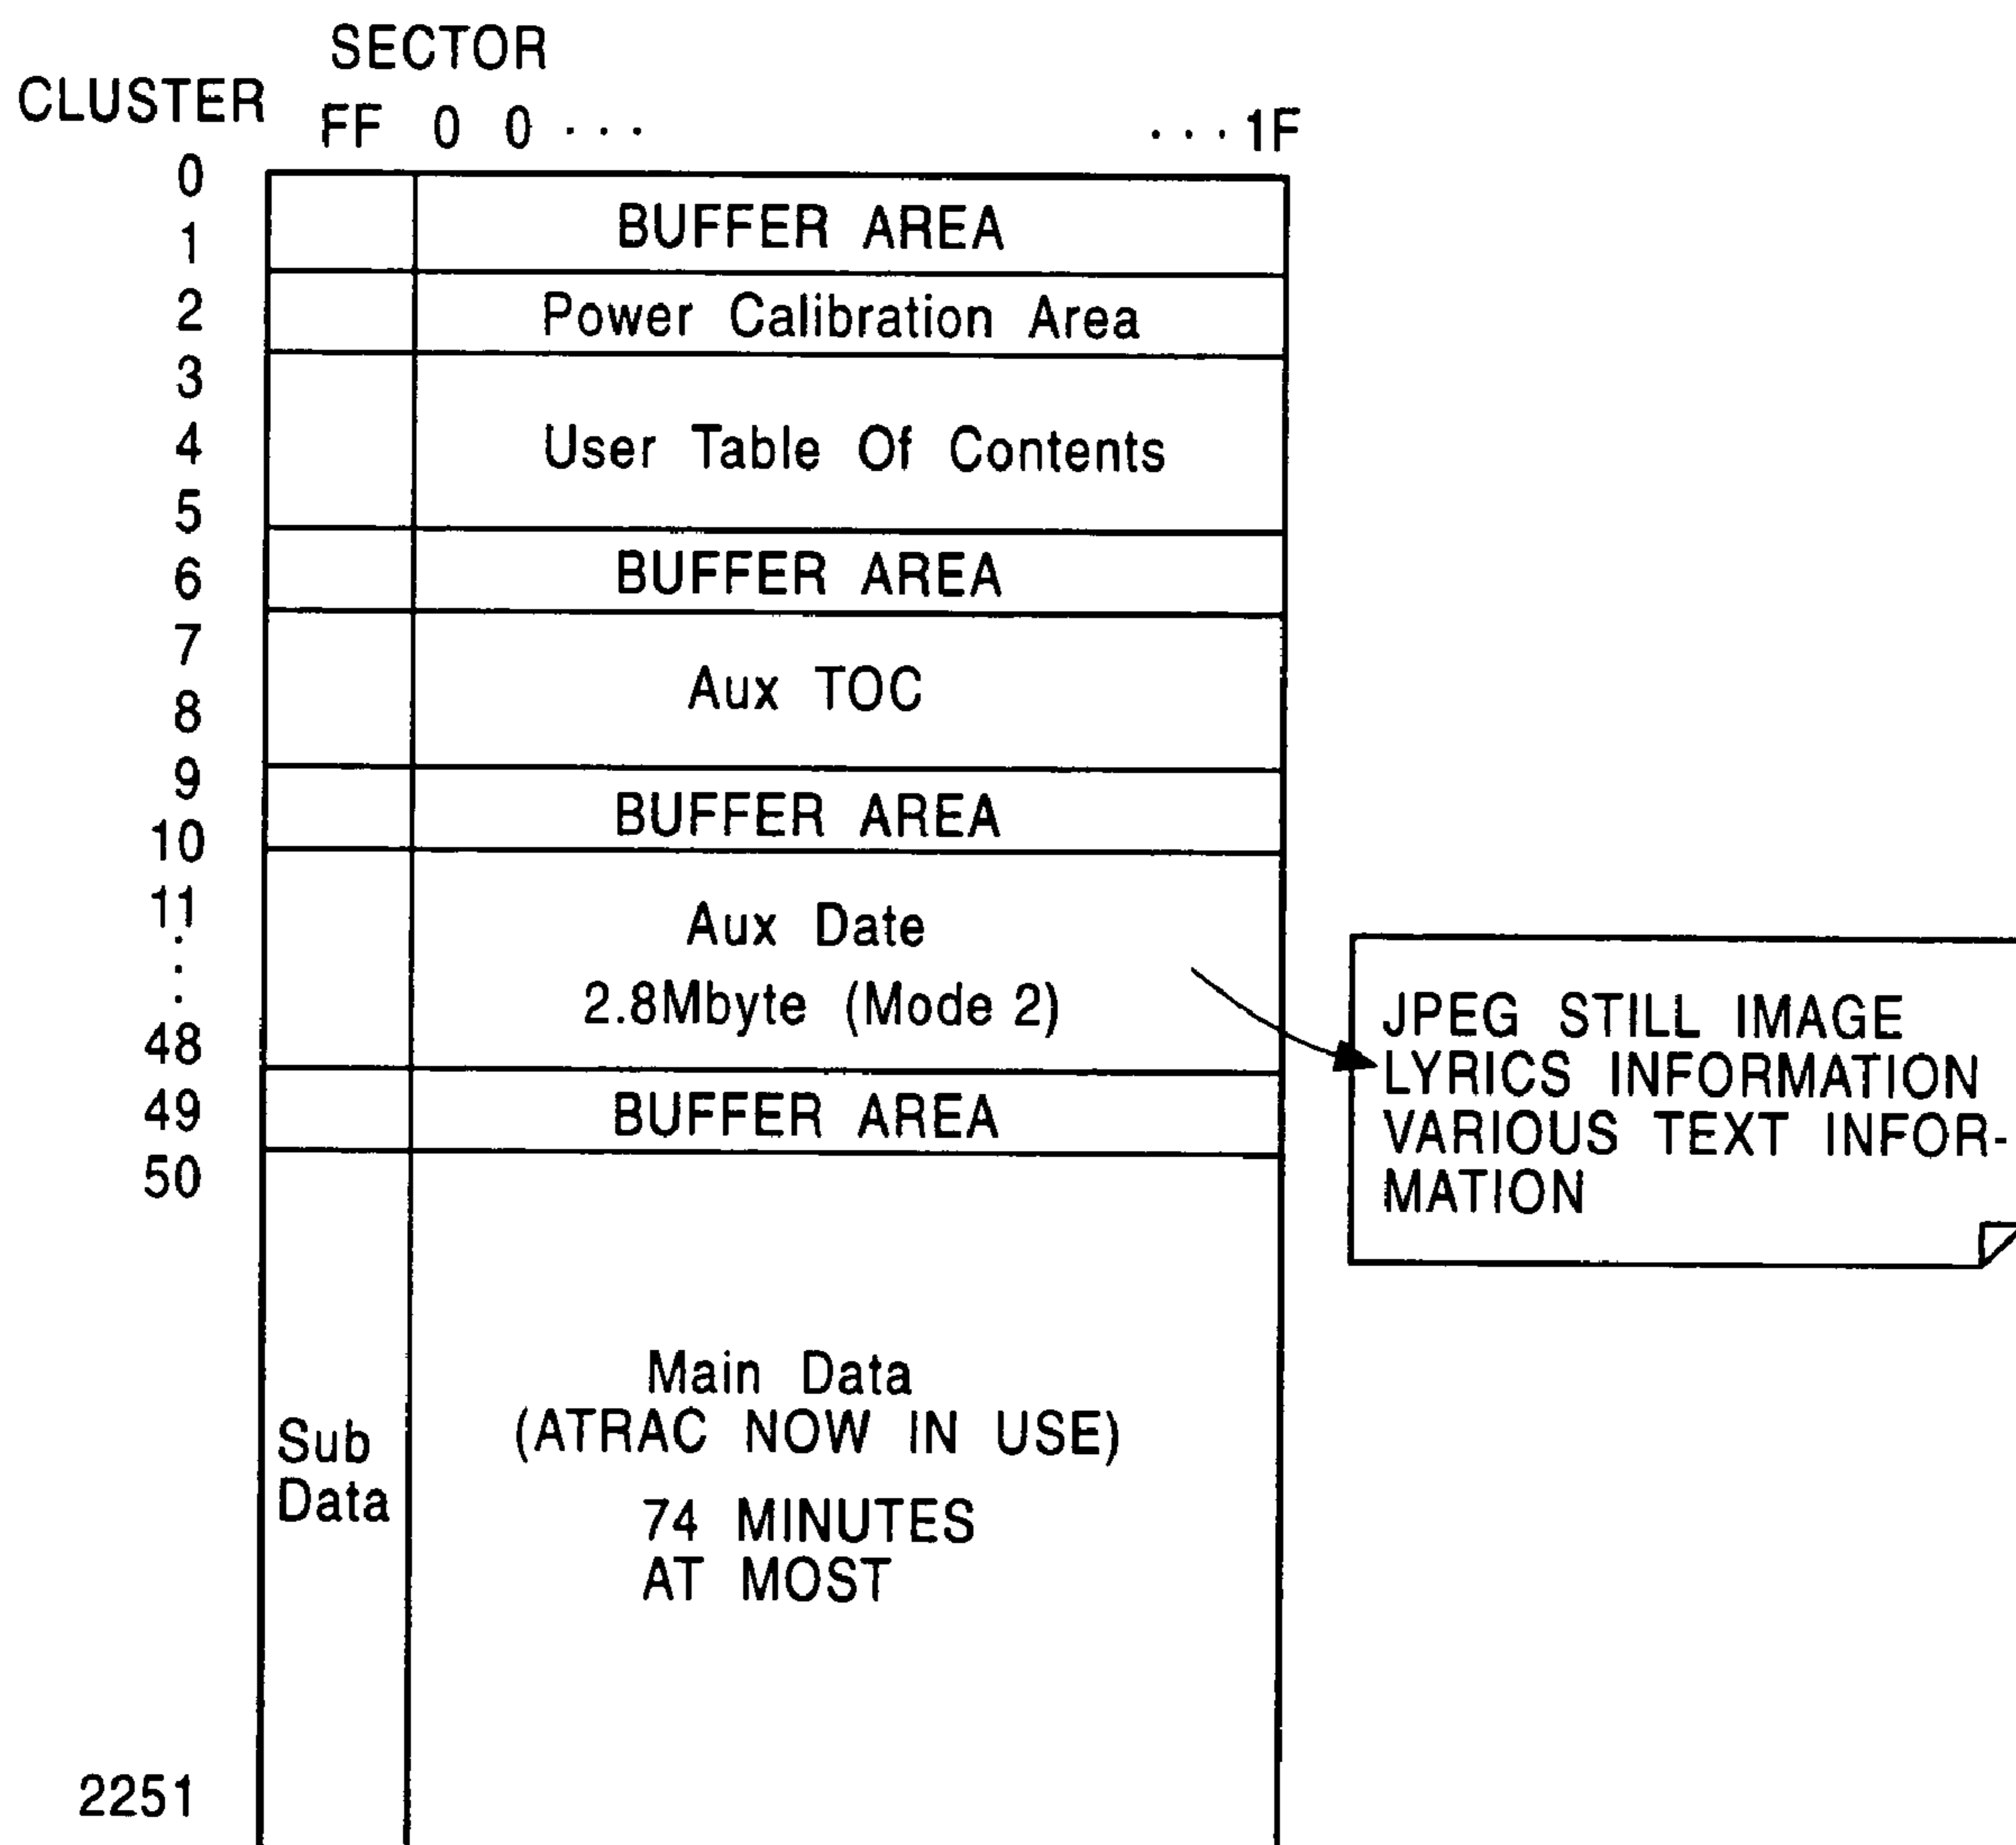 SECTOR
CLUSTER
FF 0 0 ··· ··· 1F
0
1
BUFFER AREA
2
Power Calibration Area
3
4
User Table Of Contents
5
6
BUFFER AREA
7
Aux TOC
8
9
BUFFER AREA
10
11
Aux Date
2.8Mbyte (Mode 2)
48
49
BUFFER AREA
50
JPEG STILL IMAGE
LYRICS INFORMATION
VARIOUS TEXT INFOR-
MATION
Sub
Data
Main Data
(ATRAC NOW IN USE)
74 MINUTES
AT MOST
2251